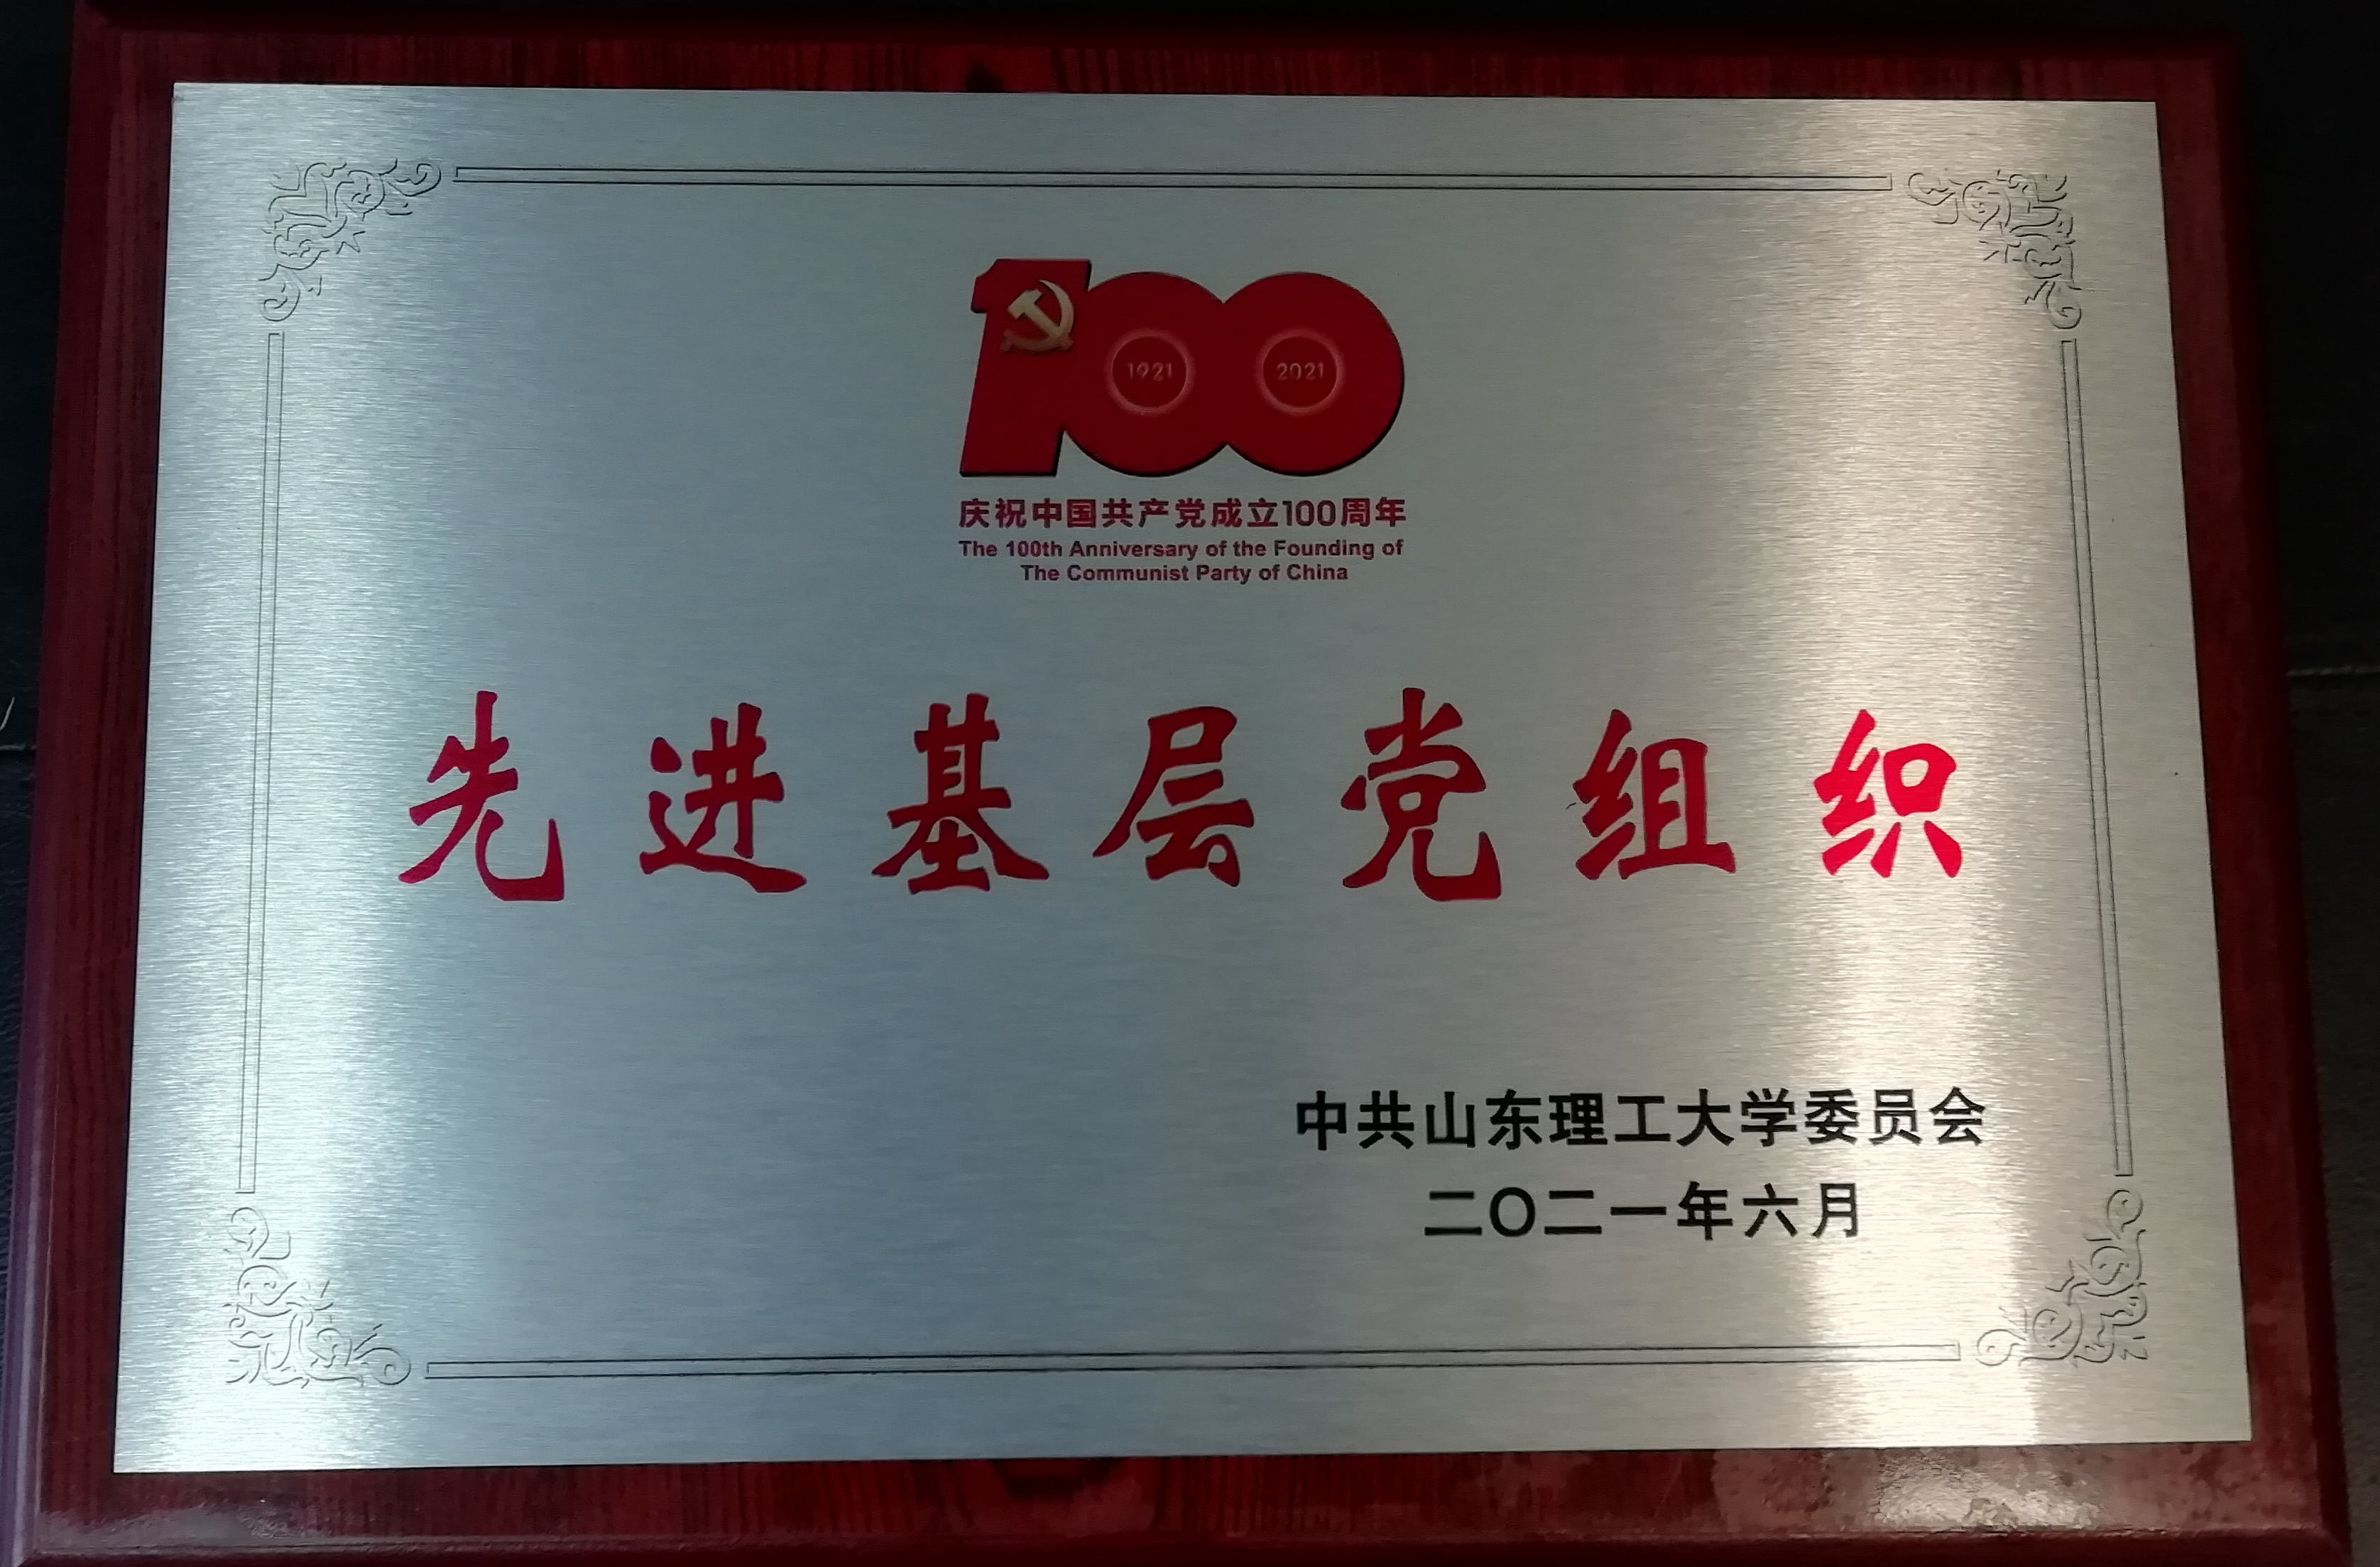 100
1921 2021
庆祝中国共产党成立100周年
The 100th Anniversary of the Founding of
The Communist Party of China
先进基层党组织
中共山东理工大学委员会
二〇二一年六月